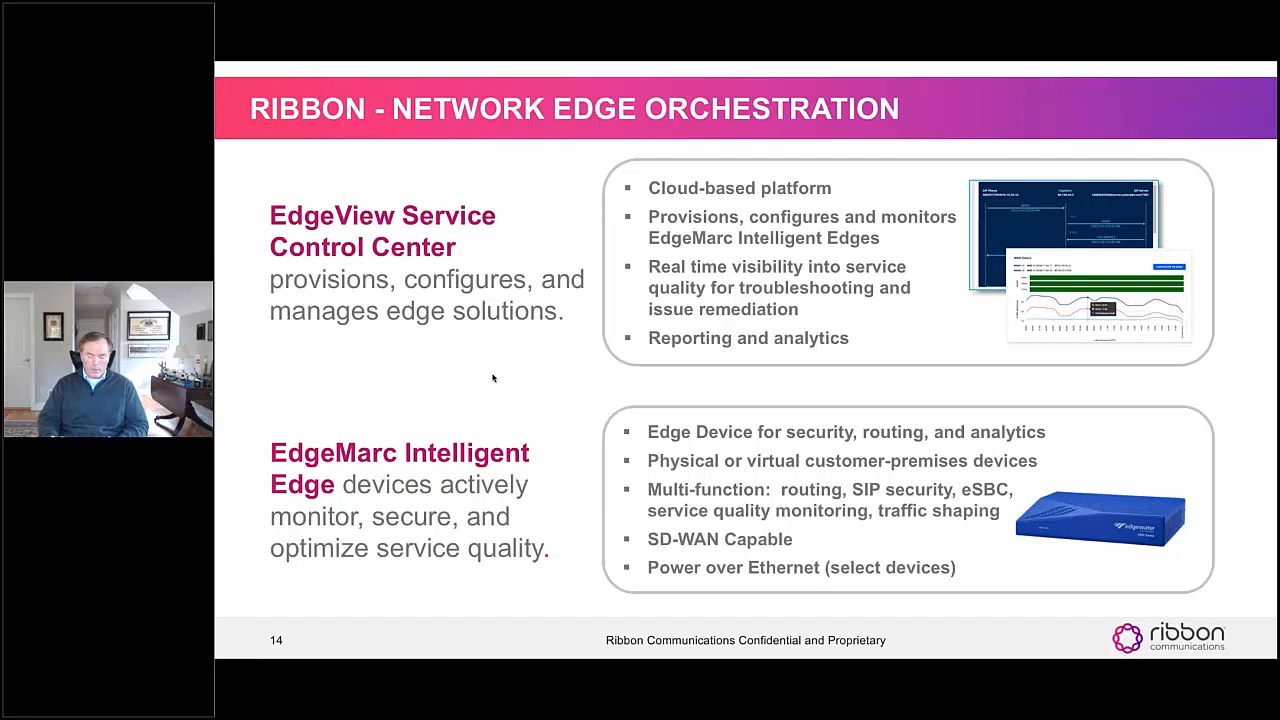 RIBBON - NETWORK EDGE ORCHESTRATION
EdgeView Service
Control Center
provisions, configures, and
manages edge solutions.
▪ Cloud-based platform
▪ Provisions, configures and monitors
EdgeMarc Intelligent Edges
▪ Real time visibility into service
quality for troubleshooting and
issue remediation
▪ Reporting and analytics
EdgeMarc Intelligent
Edge devices actively
monitor, secure, and
optimize service quality.
▪ Edge Device for security, routing, and analytics
▪ Physical or virtual customer-premises devices
▪ Multi-function:  routing, SIP security, eSBC,
service quality monitoring, traffic shaping
▪ SD-WAN Capable
▪ Power over Ethernet (select devices)
edgewater
14
Ribbon Communications Confidential and Proprietary
ribbon
communications